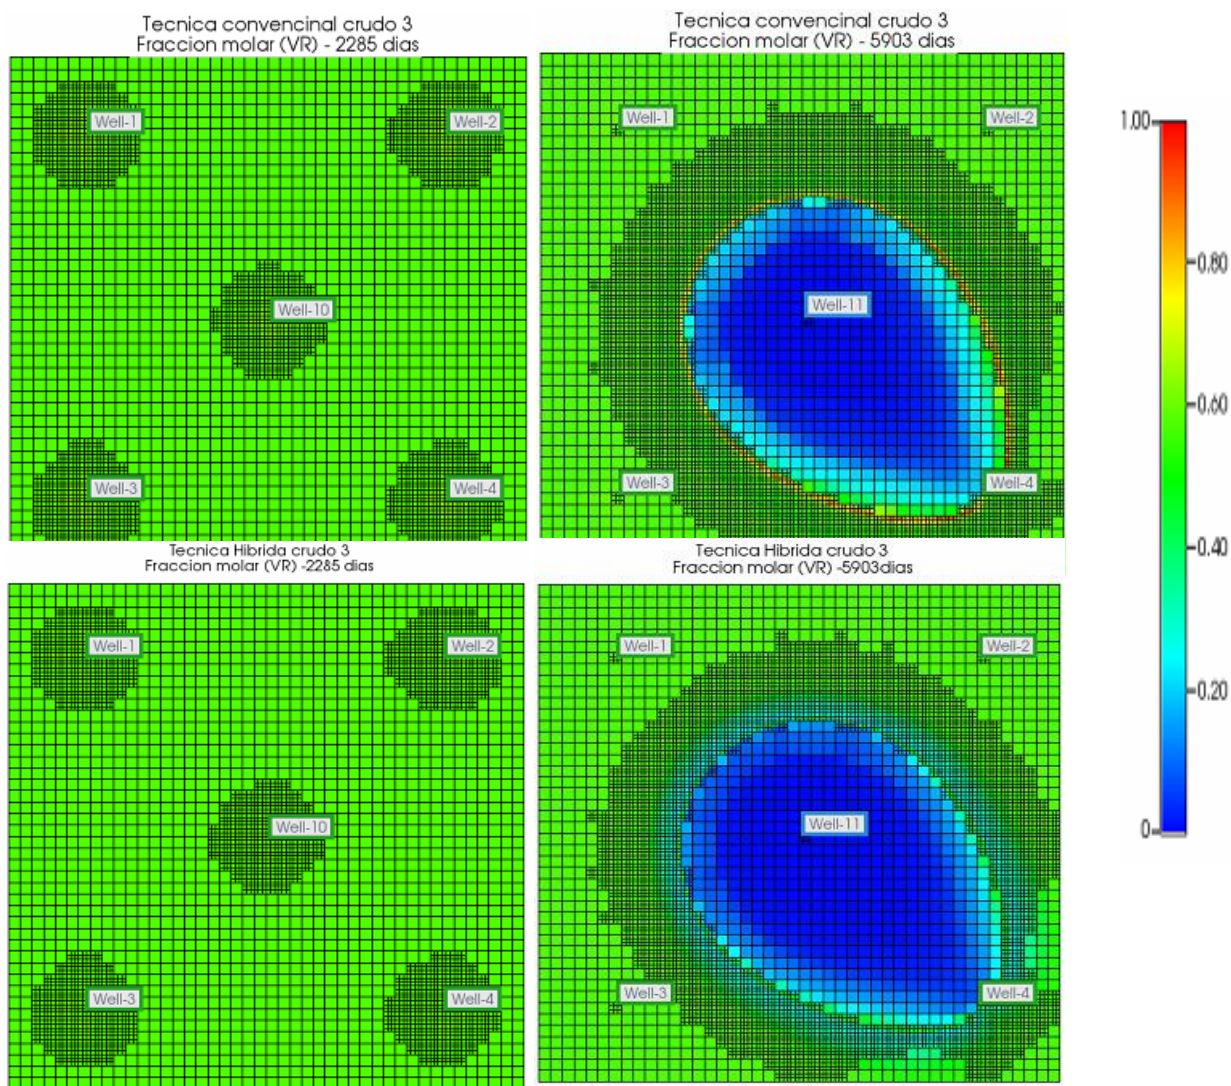 Tecnica convencinal crudo 3
Fraccion molar (VR) - 2285 dias
Well-1
Well-2
Well-10
Well-3
Well-4
Tecnica convencinal crudo 3
Fraccion molar (VR) - 5903 dias
Well-1
Well-2
Well-11
Well-3
Well-4
1.00
0.80
0.60
0.40
0.20
0
Tecnica Hibrida crudo 3
Fraccion molar (VR) -2285 dias
Well-1
Well-2
Well-10
Well-3
Well-4
Tecnica Hibrida crudo 3
Fraccion molar (VR) -5903dias
Well-1
Well-2
Well-11
Well-3
Well-4